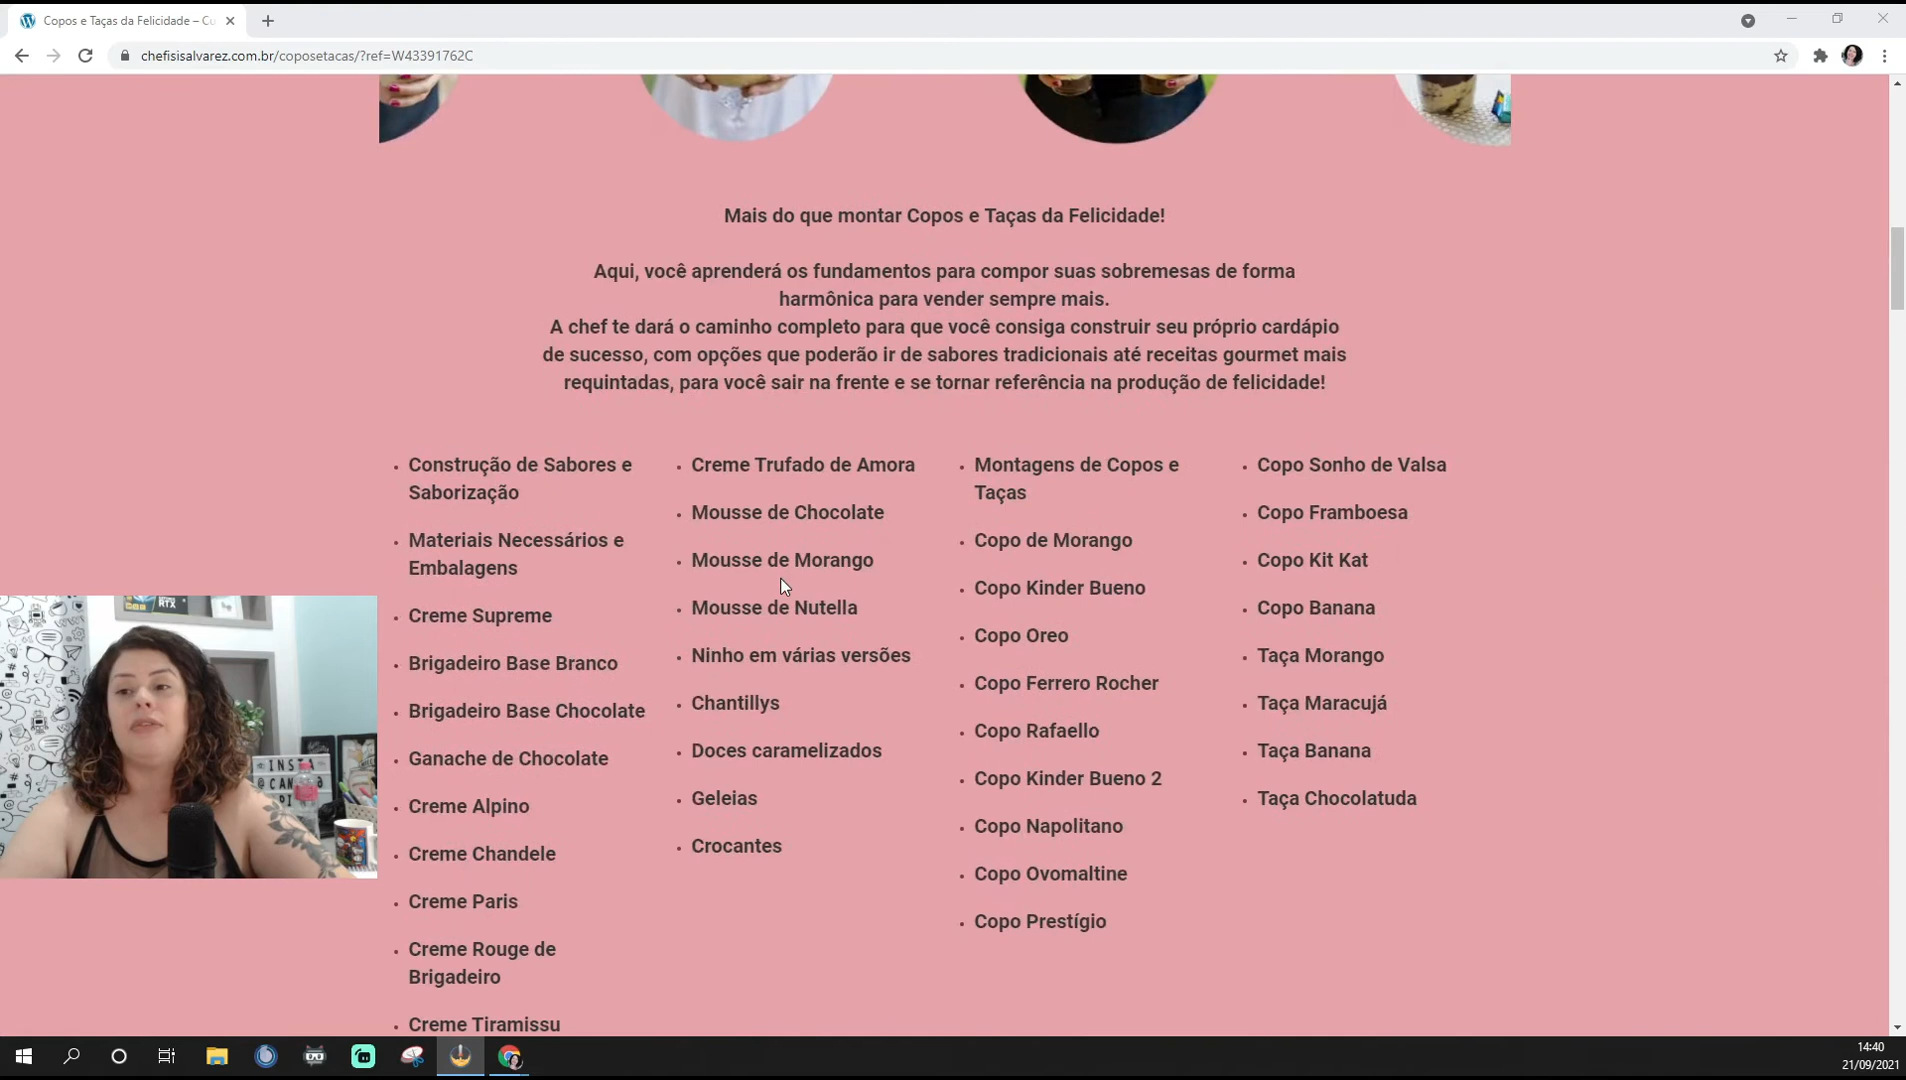 Copos e Taças da Felicidade – Cu
chefisisalvarez.com.br/coposetacas/?ref=W43391762C
Mais do que montar Copos e Taças da Felicidade!
Aqui, você aprenderá os fundamentos para compor suas sobremesas de forma
harmônica para vender sempre mais.
A chef te dará o caminho completo para que você consiga construir seu próprio cardápio
de sucesso, com opções que poderão ir de sabores tradicionais até receitas gourmet mais
requintadas, para você sair na frente e se tornar referência na produção de felicidade!
Construção de Sabores e
Saborização
Materiais Necessários e
Embalagens
Creme Supreme
Brigadeiro Base Branco
Brigadeiro Base Chocolate
Ganache de Chocolate
Creme Alpino
Creme Chandele
Creme Paris
Creme Rouge de
Brigadeiro
Creme Tiramissu
Creme Trufado de Amora
Mousse de Chocolate
Mousse de Morango
Mousse de Nutella
Ninho em várias versões
Chantillys
Doces caramelizados
Geleias
Crocantes
Montagens de Copos e
Taças
Copo de Morango
Copo Kinder Bueno
Copo Oreo
Copo Ferrero Rocher
Copo Rafaello
Copo Kinder Bueno 2
Copo Napolitano
Copo Ovomaltine
Copo Prestígio
Copo Sonho de Valsa
Copo Framboesa
Copo Kit Kat
Copo Banana
Taça Morango
Taça Maracujá
Taça Banana
Taça Chocolatuda
RTX
INSTA
14:40
21/09/2021